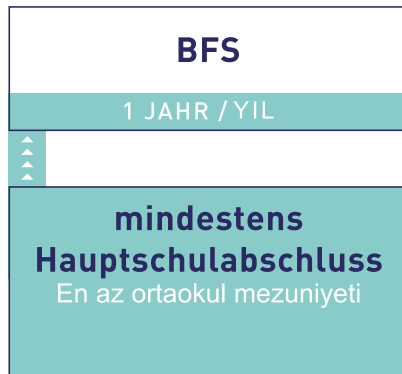 BFS
1 JAHR / YIL
mindestens
Hauptschulabschluss
En az ortaokul mezuniyeti